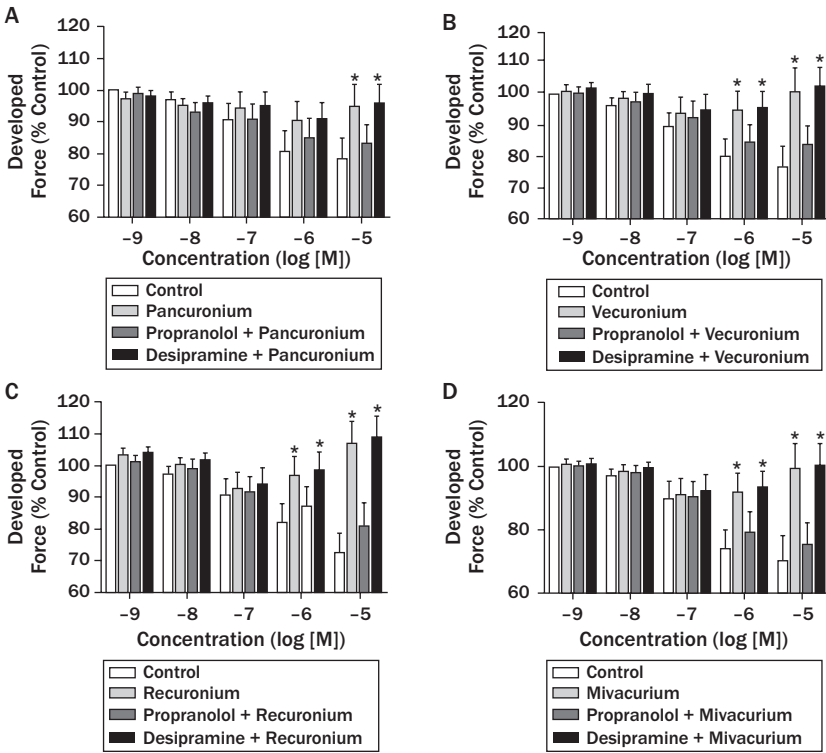 A
120
110
100
90
80
70
60
Developed
Force (% Control)
* *
–9 –8 –7 –6 –5
Concentration (log [M])
Control
Pancuronium
Propranolol + Pancuronium
Desipramine + Pancuronium
B
120
110
100
90
80
70
60
Developed
Force (% Control)
* * * *
–9 –8 –7 –6 –5
Concentration (log [M])
Control
Vecuronium
Propranolol + Vecuronium
Desipramine + Vecuronium
C
120
110
100
90
80
70
60
Developed
Force (% Control)
* * * *
–9 –8 –7 –6 –5
Concentration (log [M])
Control
Recuronium
Propranolol + Recuronium
Desipramine + Recuronium
D
120
100
80
60
Developed
Force (% Control)
* * * *
–9 –8 –7 –6 –5
Concentration (log [M])
Control
Mivacurium
Propranolol + Mivacurium
Desipramine + Mivacurium